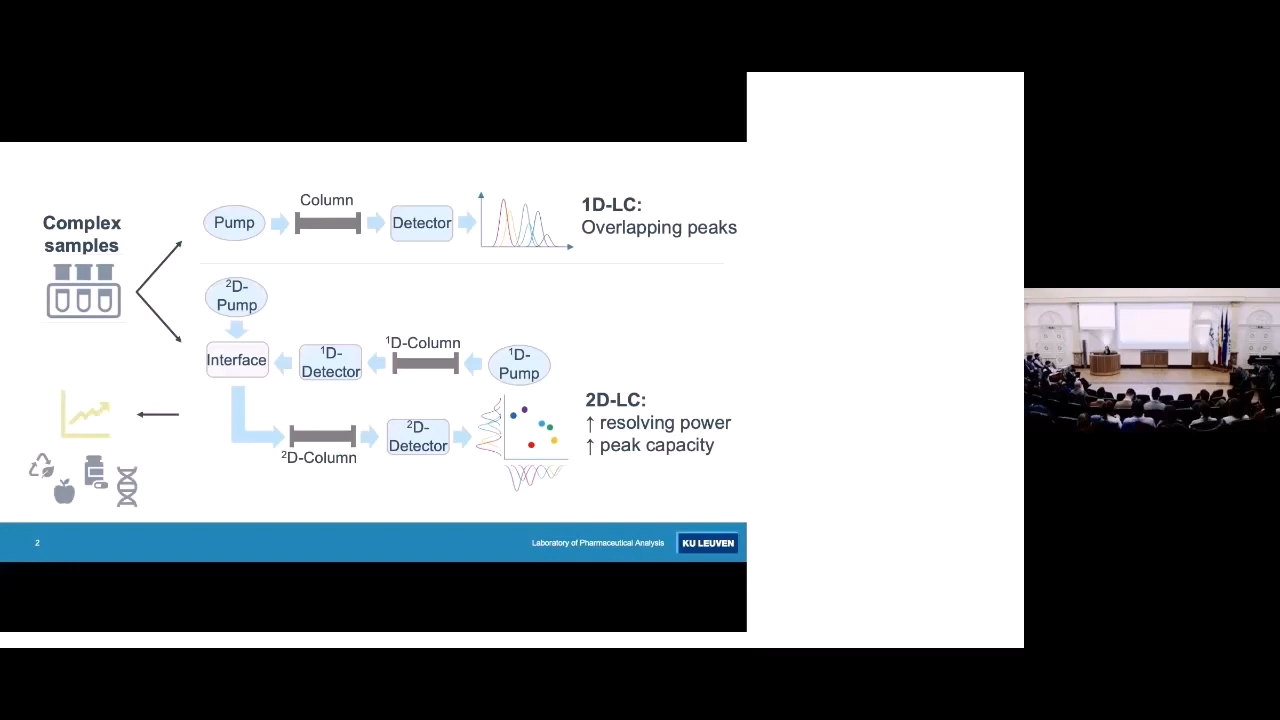 Complex
samples
Pump
Column
Detector
1D-LC:
Overlapping peaks
²D-
Pump
Interface
¹D-
Detector
¹D-Column
¹D-
Pump
²D-Column
²D-
Detector
2D-LC:
↑ resolving power
↑ peak capacity
2
Laboratory of Pharmaceutical Analysis
KU LEUVEN